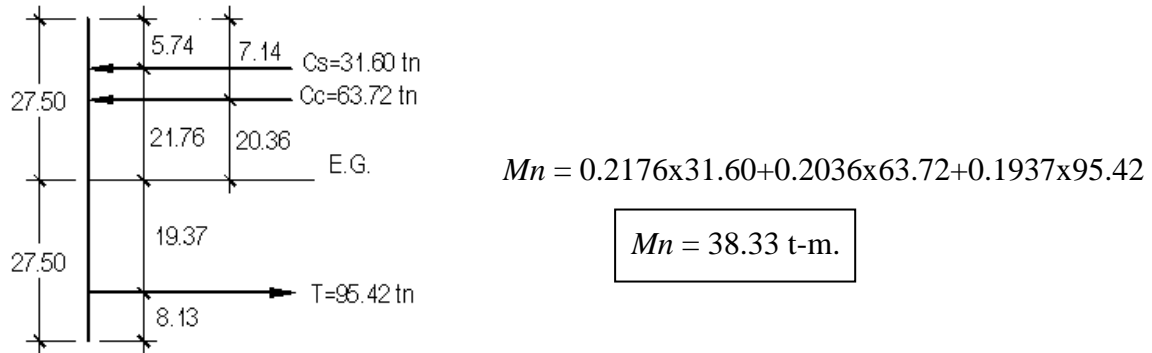 5.74
7.14
Cs=31.60 tn
27.50
Cc=63.72 tn
21.76
20.36
E.G.
Mn = 0.2176x31.60+0.2036x63.72+0.1937x95.42
19.37
Mn = 38.33 t-m.
27.50
T=95.42 tn
8.13